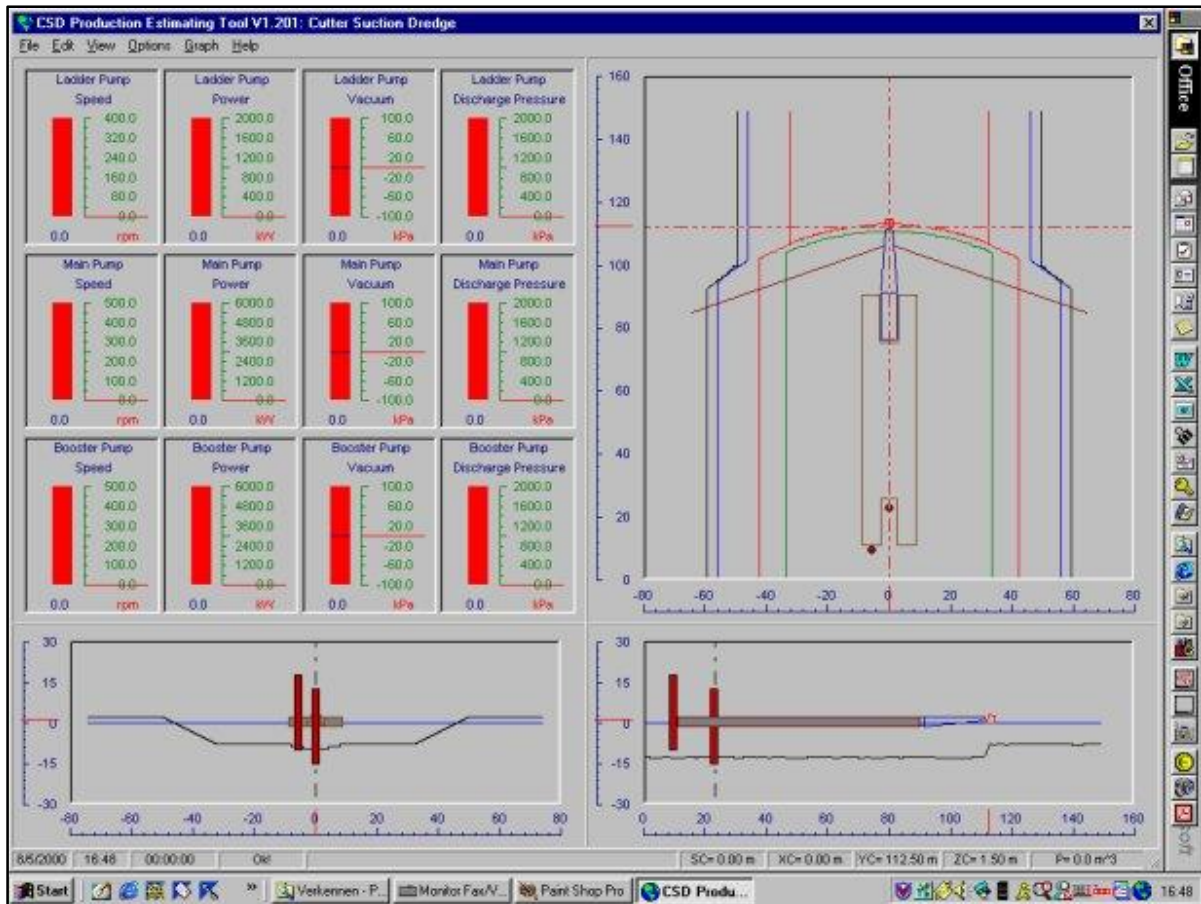 CSD Production Estimating Tool V1.201: Cutter Suction Dredge
File Edit View Options Graph Help
Ladder Pump Ladder Pump Ladder Pump Ladder Pump
Speed Power Vacuum Discharge Pressure
400.0 2000.0 100.0 2000.0
320.0 1600.0 60.0 1600.0
240.0 1200.0 20.0 1200.0
160.0 800.0 -20.0 800.0
80.0 400.0 -60.0 400.0
0.0 0.0 -100.0 0.0
0.0 rpm 0.0 kW 0.0 kPa 0.0 kPa
Main Pump Main Pump Main Pump Main Pump
Speed Power Vacuum Discharge Pressure
500.0 6000.0 100.0 2000.0
400.0 4800.0 60.0 1600.0
300.0 3600.0 20.0 1200.0
200.0 2400.0 -20.0 800.0
100.0 1200.0 -60.0 400.0
0.0 0.0 -100.0 0.0
0.0 rpm 0.0 kW 0.0 kPa 0.0 kPa
Booster Pump Booster Pump Booster Pump Booster Pump
Speed Power Vacuum Discharge Pressure
500.0 6000.0 100.0 2000.0
400.0 4800.0 60.0 1600.0
300.0 3600.0 20.0 1200.0
200.0 2400.0 -20.0 800.0
100.0 1200.0 -60.0 400.0
0.0 0.0 -100.0 0.0
0.0 rpm 0.0 kW 0.0 kPa 0.0 kPa
160
140
120
100
80
60
40
20
0
-80 -60 -40 -20 0 20 40 60 80
30
15
0
-15
-30
-80 -60 -40 -20 0 20 40 60 80
30
15
0
-15
-30
0 20 40 60 80 100 120 140 160
Office
8/5/2000 16:48 00:00:00 Ok! SC= 0.00 m XC= 0.00 m YC= 112.50 m ZC= 1.50 m P= 0.0 m^3
Start » Verkennen - P... Monitor Fax/V... Paint Shop Pro CSD Produ... 16:48